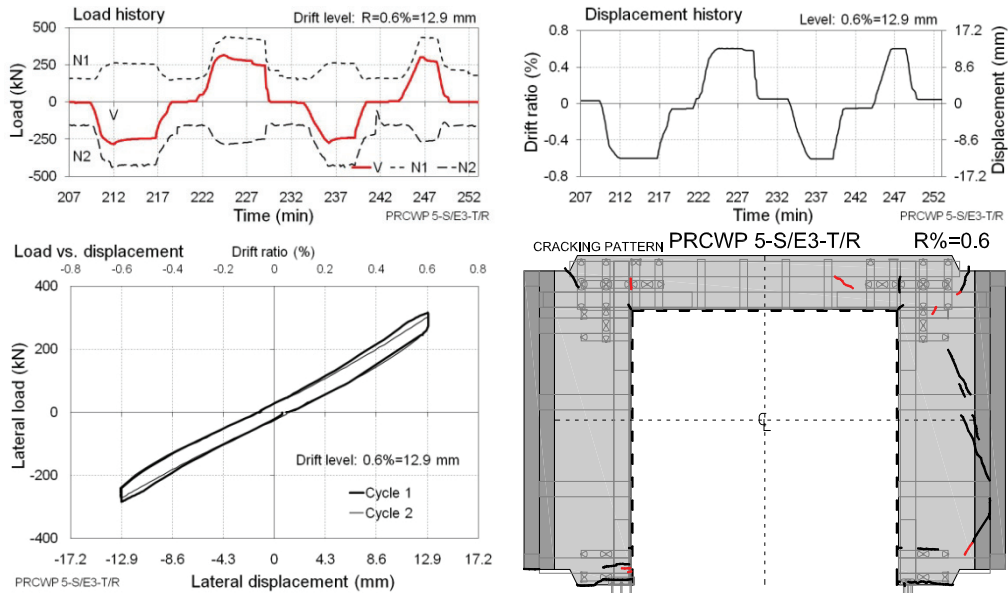 Load history
Drift level: R=0.6%=12.9 mm
500
250
0
-250
-500
Load (kN)
N1
V
N2
V N1 N2
207 212 217 222 227 232 237 242 247 252
Time (min)
PRCWP 5-S/E3-T/R
Displacement history
Level: 0.6%=12.9 mm
0.8
0.4
0
-0.4
-0.8
Drift ratio (%)
17.2
8.6
0
-8.6
-17.2
Displacement (mm)
207 212 217 222 227 232 237 242 247 252
Time (min)
PRCWP 5-S/E3-T/R
Load vs. displacement
Drift ratio (%)
-0.8 -0.6 -0.4 -0.2 0 0.2 0.4 0.6 0.8
400
200
0
-200
-400
Lateral load (kN)
Drift level: 0.6%=12.9 mm
Cycle 1
Cycle 2
-17.2 -12.9 -8.6 -4.3 0 4.3 8.6 12.9 17.2
Lateral displacement (mm)
PRCWP 5-S/E3-T/R
CRACKING PATTERN PRCWP 5-S/E3-T/R R%=0.6
CL